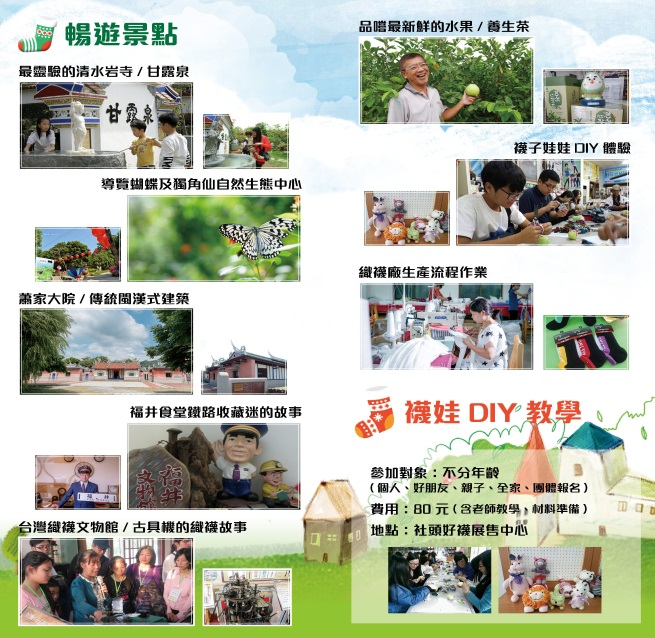 暢遊景點
最靈驗的清水岩寺 / 甘露泉
甘露泉
導覽蝴蝶及獨角仙自然生態中心
蕭家大院 / 傳統閩漢式建築
福井食堂鐵路收藏迷的故事
福井
台灣織襪文物館 / 古具機的織襪故事
品嚐最新鮮的水果 / 養生茶
襪子娃娃 DIY 體驗
織襪廠生產流程作業
襪娃 DIY 教學
參加對象：不分年齡
（個人、好朋友、親子、全家、團體報名）
費用：80 元（含老師教學、材料準備）
地點：社頭好襪展售中心